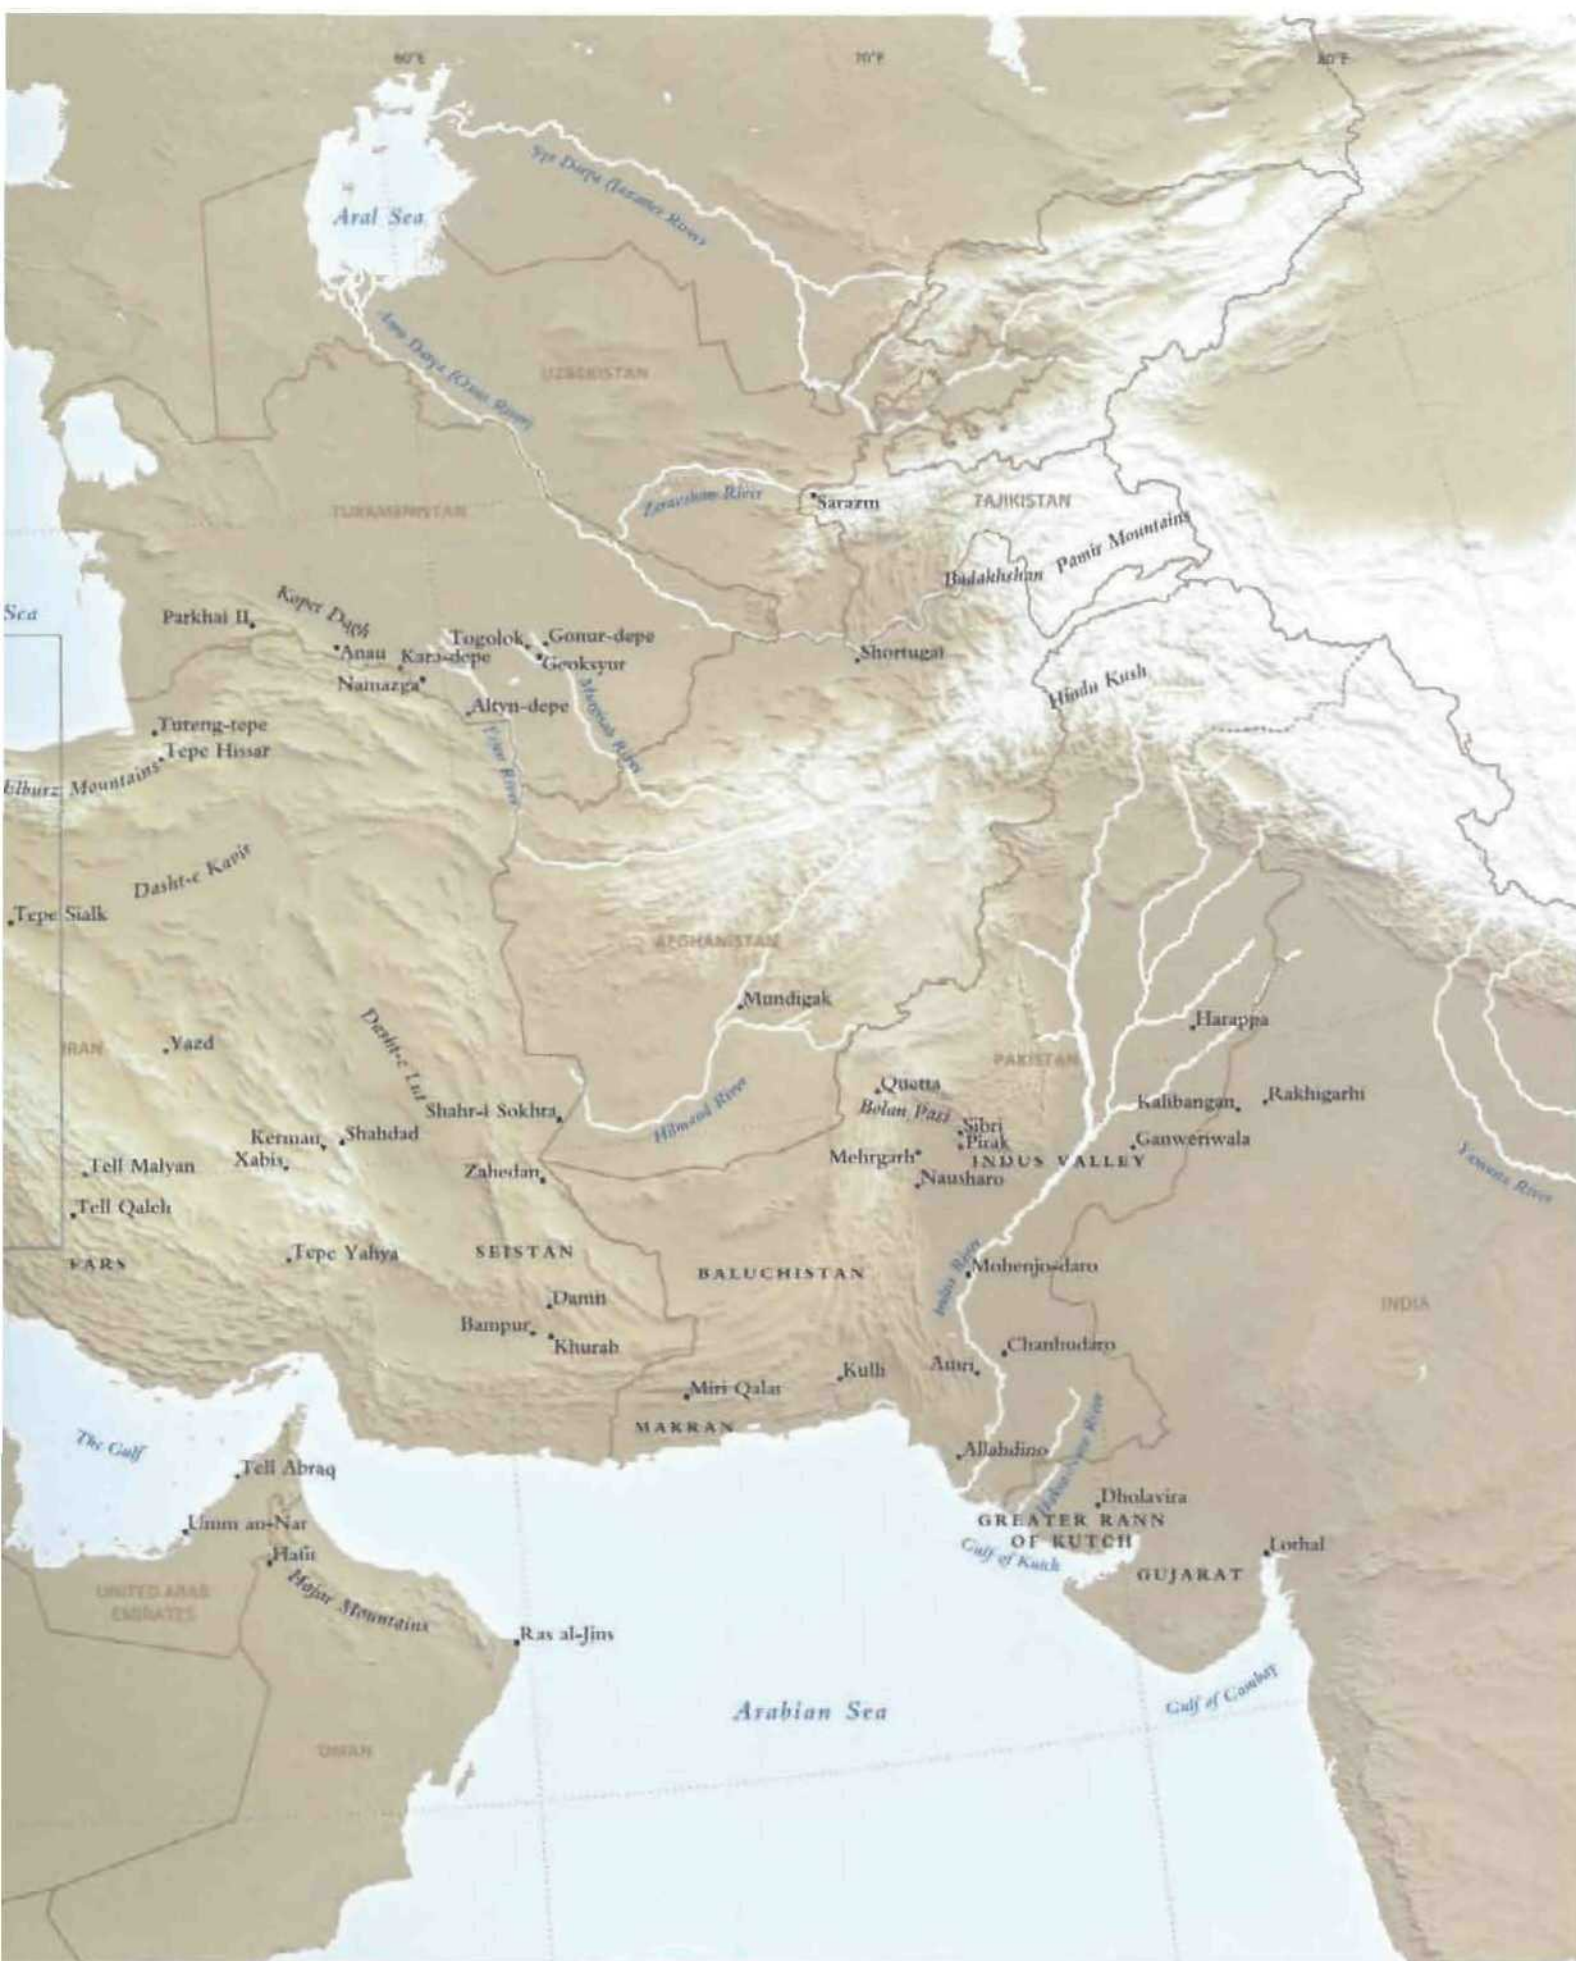 60°E
70°E
80°E
Syr Darya (Jaxartes River)
Aral Sea
Amu Darya (Oxus River)
UZBEKISTAN
TURKMENISTAN
Zaravshan River
Sarazm
TAJIKISTAN
Pamir Mountains
Badakhshan
Sea
Parkhai II
Kopet Dagh
Togolok
Gonur-depe
Anau
Kara-depe
Geoksyur
Shortugai
Namazga
Hindu Kush
Altyn-depe
Murghab River
Tureng-tepe
Tepe Hissar
Tejen River
Elburz Mountains
Dasht-e Kavir
Tepe Sialk
AFGHANISTAN
Mundigak
Harappa
Yazd
IRAN
Dasht-e Lut
PAKISTAN
Quetta
Shahr-i Sokhta
Hilmand River
Bolan Pass
Kalibangan
Rakhigarhi
Sibri
Kerman
Shahdad
Pirak
Ganweriwala
Xabis
Mehrgarh
INDUS VALLEY
Tell Malyan
Zahedan
Nausharo
Yamuna River
Tell Qaleh
Tepe Yahya
SEISTAN
FARS
BALUCHISTAN
Indus River
Mohenjo-daro
Damn
INDIA
Bampur
Khurab
Chanhudaro
Kulli
Amri
Miri Qalat
MAKRAN
The Gulf
Allahdino
Tell Abraq
Dholavira
Umm an-Nar
GREATER RANN
OF KUTCH
Hafit
Gulf of Kutch
Lothal
GUJARAT
UNITED ARAB
EMIRATES
Hajar Mountains
Ras al-Jins
Arabian Sea
Gulf of Cambay
OMAN